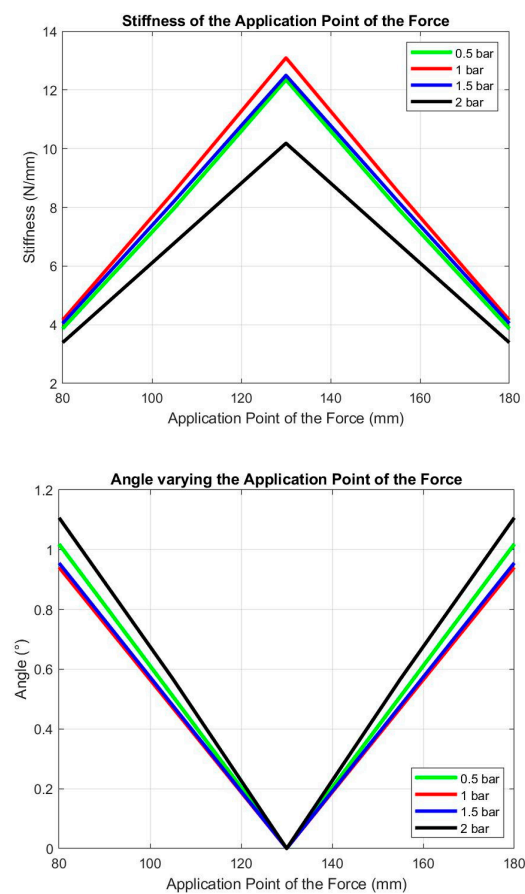 Stiffness of the Application Point of the Force
14
12
10
8
6
4
2
Stiffness (N/mm)
0.5 bar
1 bar
1.5 bar
2 bar
80 100 120 140 160 180
Application Point of the Force (mm)
Angle varying the Application Point of the Force
1.2
1
0.8
0.6
0.4
0.2
0
Angle (°)
0.5 bar
1 bar
1.5 bar
2 bar
80 100 120 140 160 180
Application Point of the Force (mm)